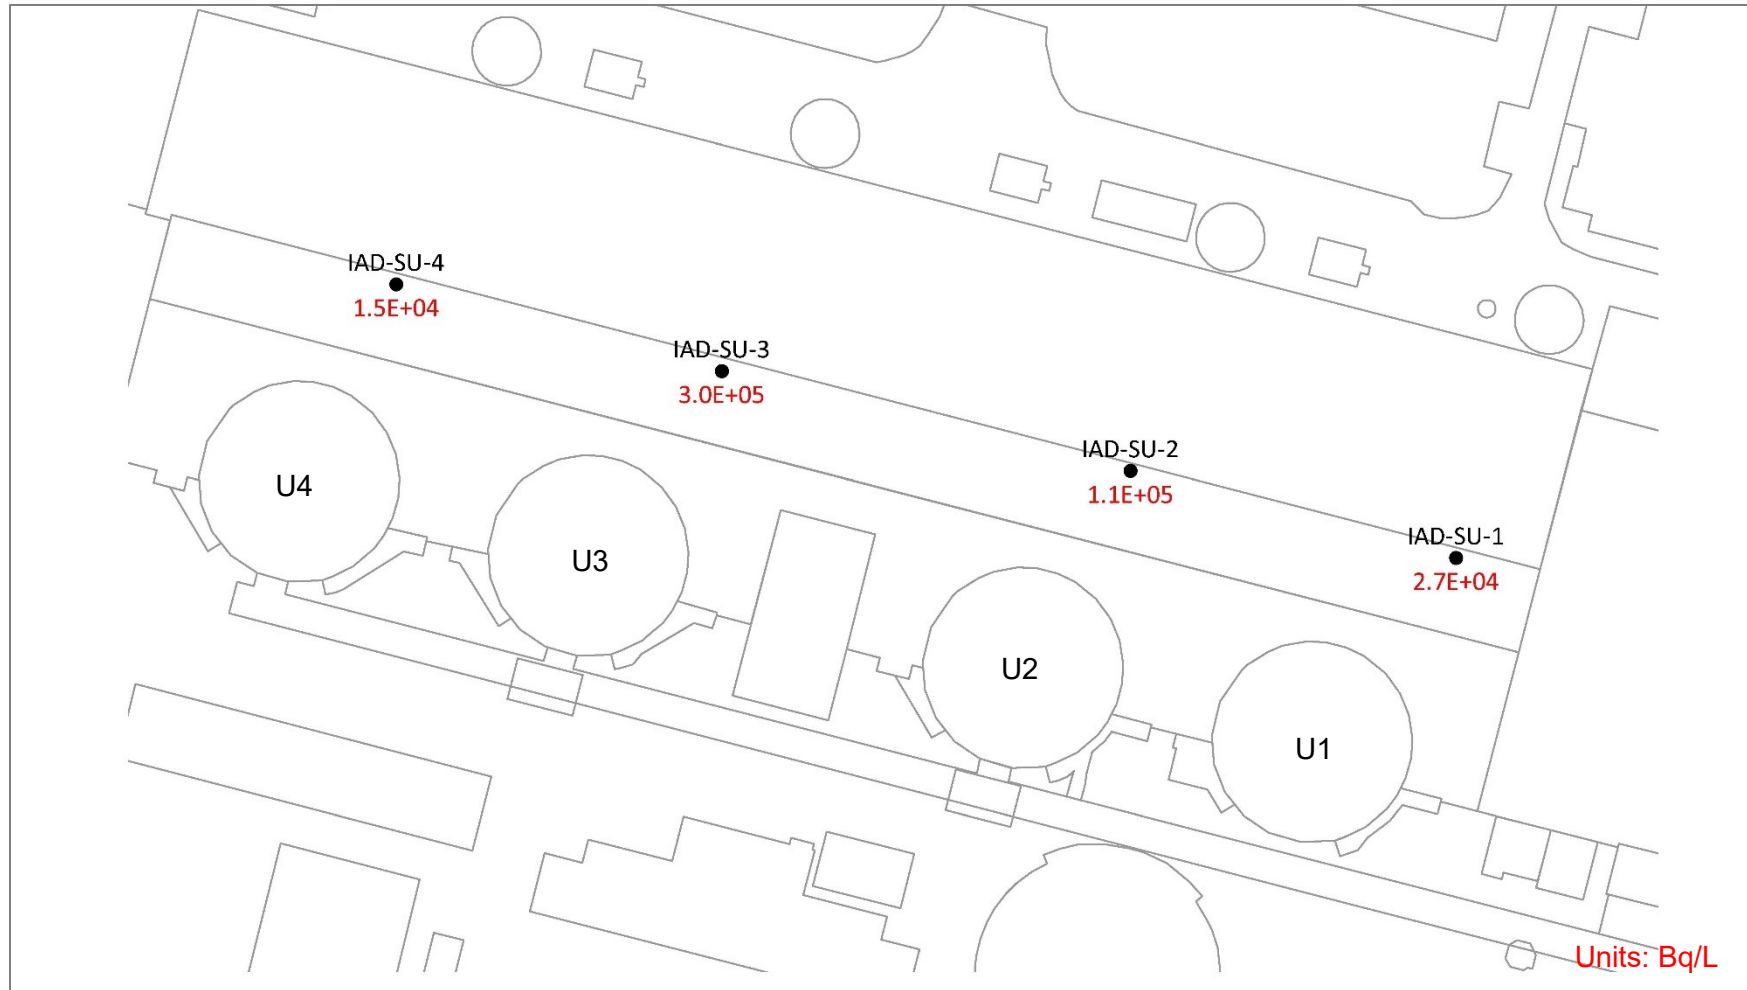 IAD-SU-4
1.5E+04
IAD-SU-3
3.0E+05
IAD-SU-2
1.1E+05
IAD-SU-1
2.7E+04
U4
U3
U2
U1
Units: Bq/L